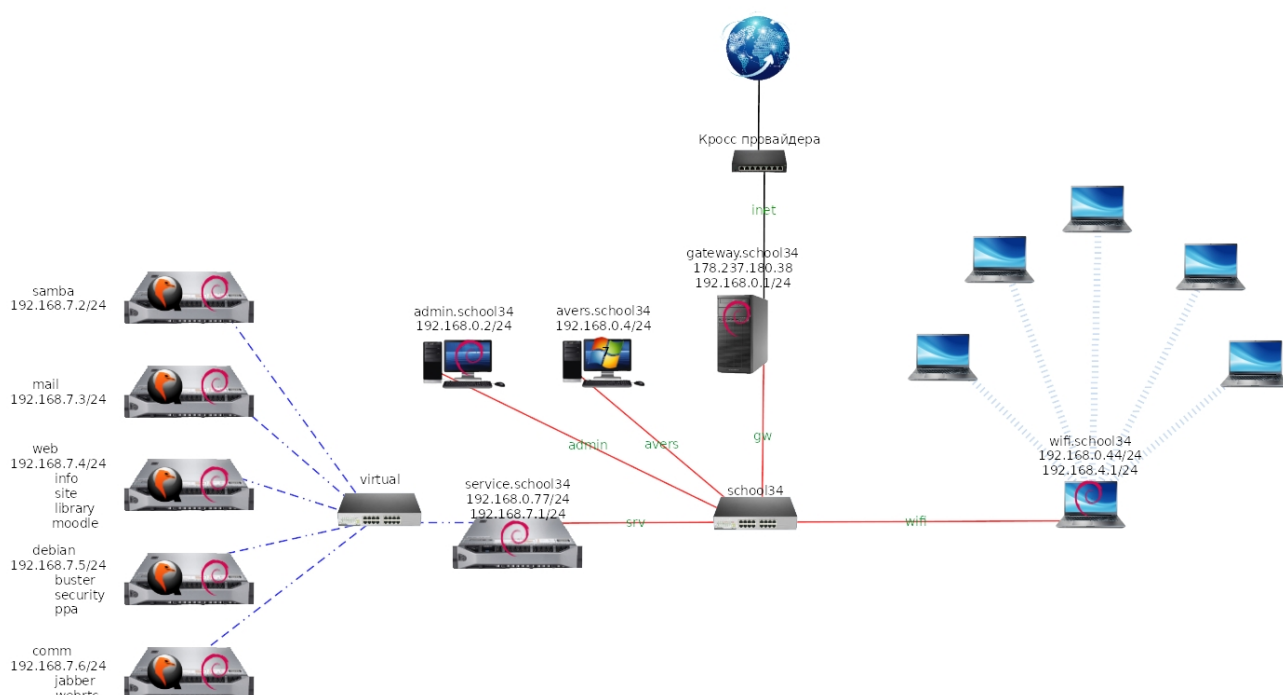 Кросс провайдера
inet
gateway.school34
178.237.180.38
192.168.0.1/24
samba
192.168.7.2/24
admin.school34
192.168.0.2/24
avers.school34
192.168.0.4/24
mail
192.168.7.3/24
web
192.168.7.4/24
info
site
library
moodle
admin
avers
gw
wifi.school34
192.168.0.44/24
192.168.4.1/24
virtual
service.school34
192.168.0.77/24
192.168.7.1/24
school34
srv
wifi
debian
192.168.7.5/24
buster
security
ppa
comm
192.168.7.6/24
jabber